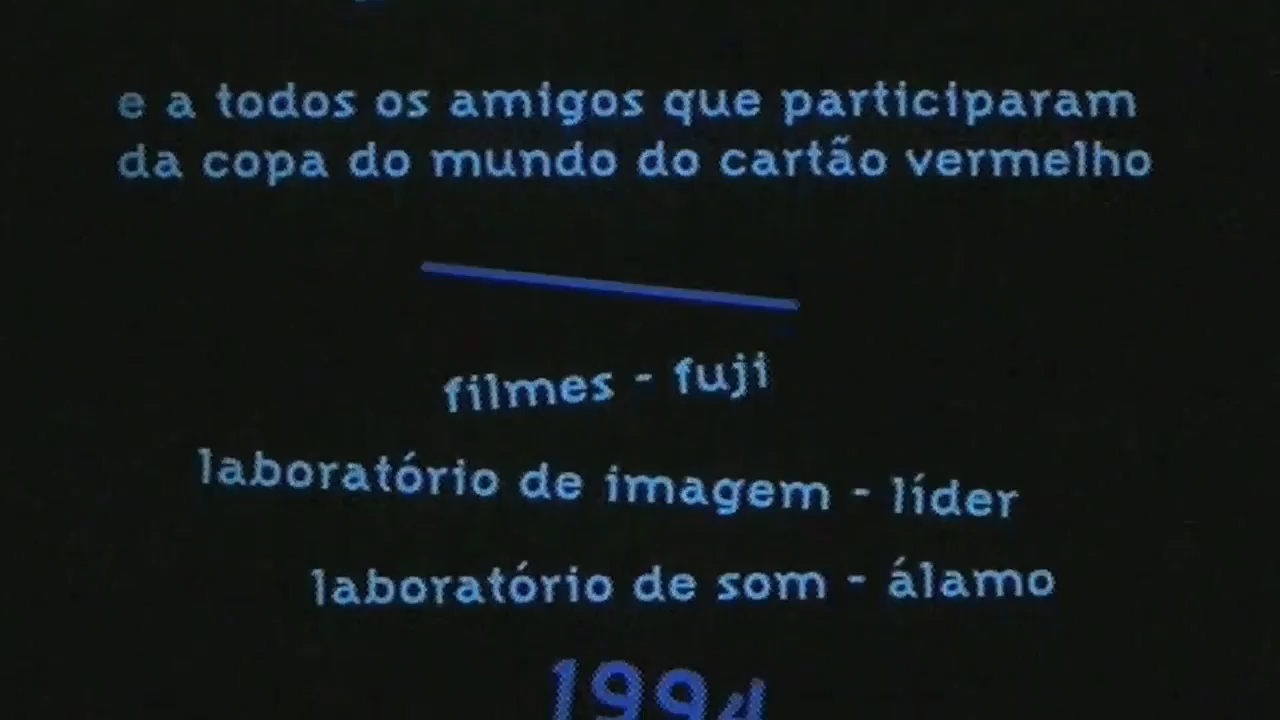 e a todos os amigos que participaram
da copa do mundo do cartão vermelho
filmes - fuji
laboratório de imagem - líder
laboratório de som - álamo
1994